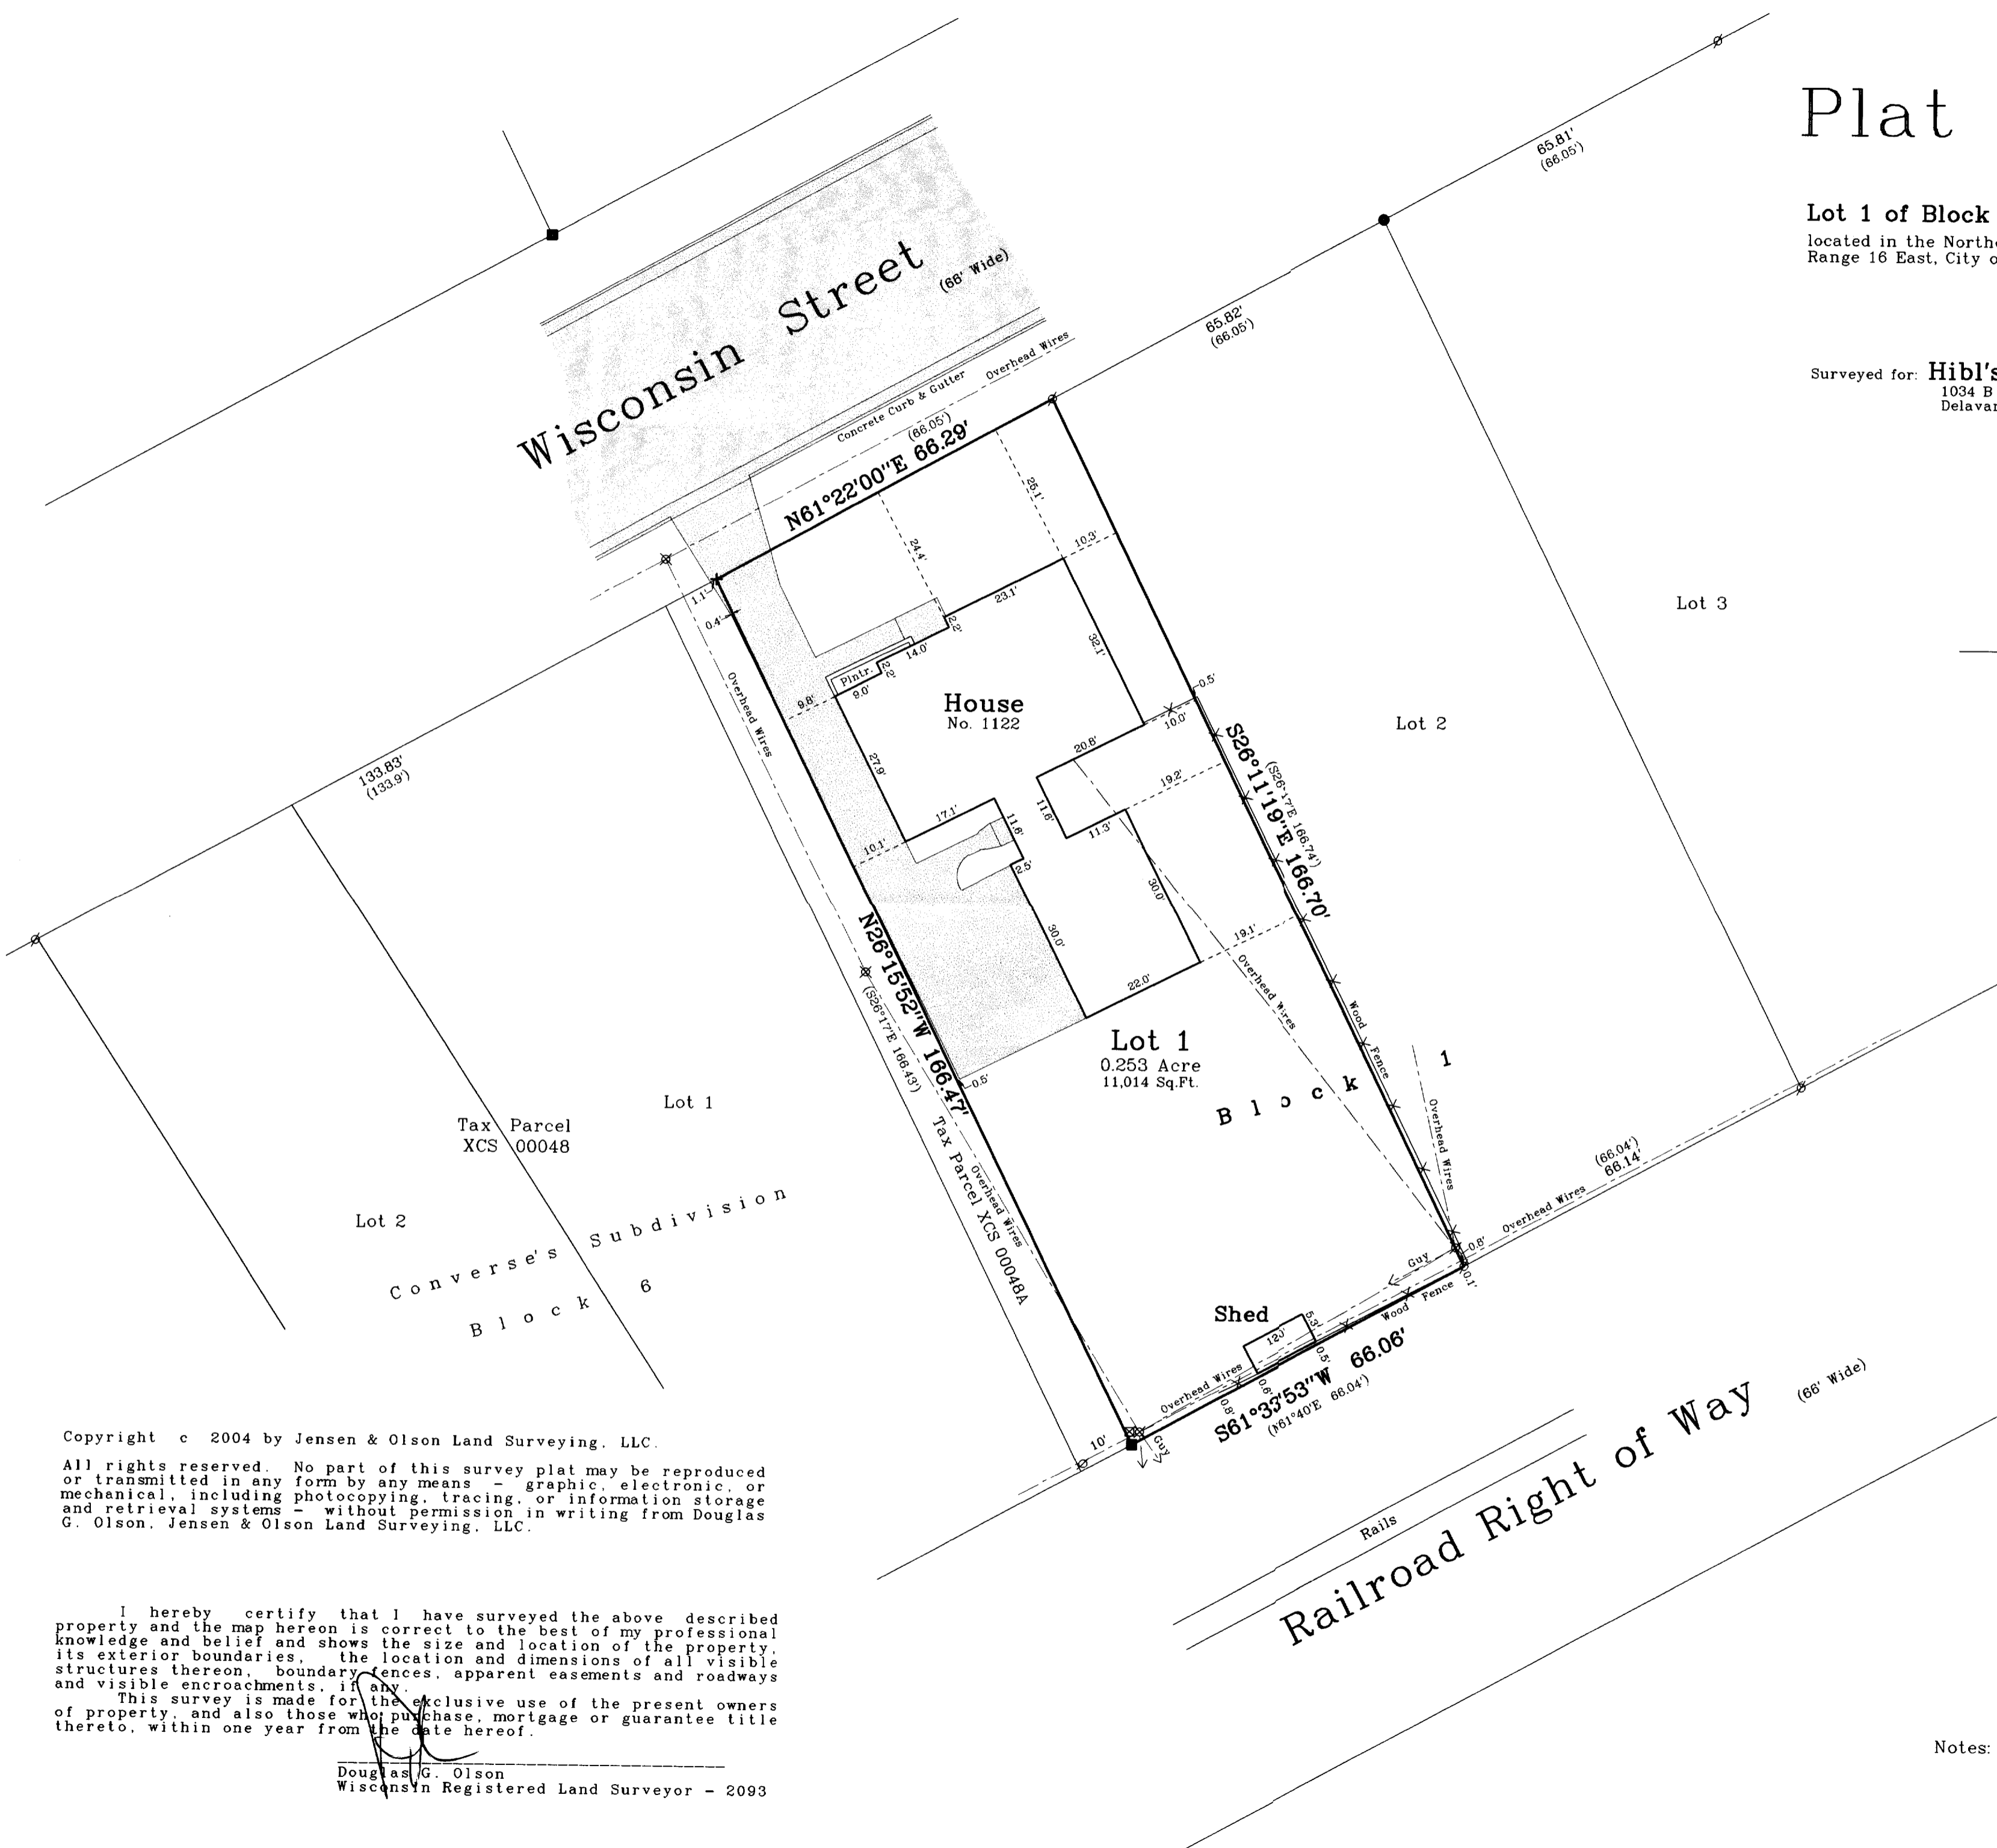 Plat
Lot 1 of Block
located in the North
Range 16 East, City o
Surveyed for: Hibl's
1034 B
Delavan
65.81'
(66.05')
65.82'
(66.05')
Wisconsin Street (66' Wide)
Concrete Curb & Gutter
Overhead Wires
(66.05')
N61°22'00"E 66.29'
25.1'
24.4'
10.3'
23.1'
2.2'
1.1'
0.4'
14.0'
2.2'
Plntr.
9.0'
9.8'
32.1'
Overhead Wires
House
No. 1122
Lot 3
Lot 2
0.5'
10.0'
20.8'
19.2'
27.9'
17.1'
11.6'
11.6'
11.3'
10.1'
2.5'
S26°11'19"E 166.70'
(S26°17'E 166.74')
30.0'
30.0'
19.1'
22.0'
Overhead Wires
Wood Fence
133.83'
(133.9')
N26°15'52"W 166.47'
(S26°17'E 166.43')
0.5'
Lot 1
0.253 Acre
11,014 Sq.Ft.
Block 1
Overhead Wires
Tax Parcel XCS 00048A
Overhead Wires
Lot 1
Tax Parcel
XCS 00048
Lot 2
Converse's Subdivision
Block 6
(66.04')
66.14'
Overhead Wires
0.8'
0.1'
Guy
Wood Fence
Shed
5.3'
0.5'
0.6'
0.8'
Overhead Wires
S61°33'53"W 66.06'
(N61°40'E 66.04')
10'
Guy
Rails
Railroad Right of Way (66' Wide)
Copyright c 2004 by Jensen & Olson Land Surveying, LLC.
All rights reserved. No part of this survey plat may be reproduced
or transmitted in any form by any means – graphic, electronic, or
mechanical, including photocopying, tracing, or information storage
and retrieval systems – without permission in writing from Douglas
G. Olson, Jensen & Olson Land Surveying, LLC.
I hereby certify that I have surveyed the above described
property and the map hereon is correct to the best of my professional
knowledge and belief and shows the size and location of the property,
its exterior boundaries, the location and dimensions of all visible
structures thereon, boundary fences, apparent easements and roadways
and visible encroachments, if any.
This survey is made for the exclusive use of the present owners
of property, and also those who purchase, mortgage or guarantee title
thereto, within one year from the date hereof.
Douglas G. Olson
Wisconsin Registered Land Surveyor – 2093
Notes: